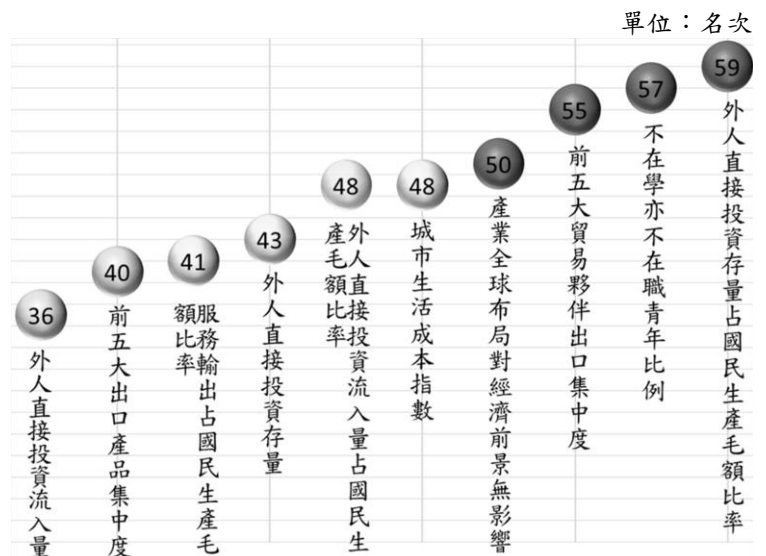 單位：名次
36
外人直接投資流入量
40
前五大出口產品集中度
41
服務輸出占國民生產毛
額比率
43
外人直接投資存量
48
外人直接投資流入量占國民生
產毛額比率
48
城市生活成本指數
50
產業全球布局對經濟前景無影響
55
前五大貿易夥伴出口集中度
57
不在學亦不在職青年比例
59
外人直接投資存量占國民生產毛額比率